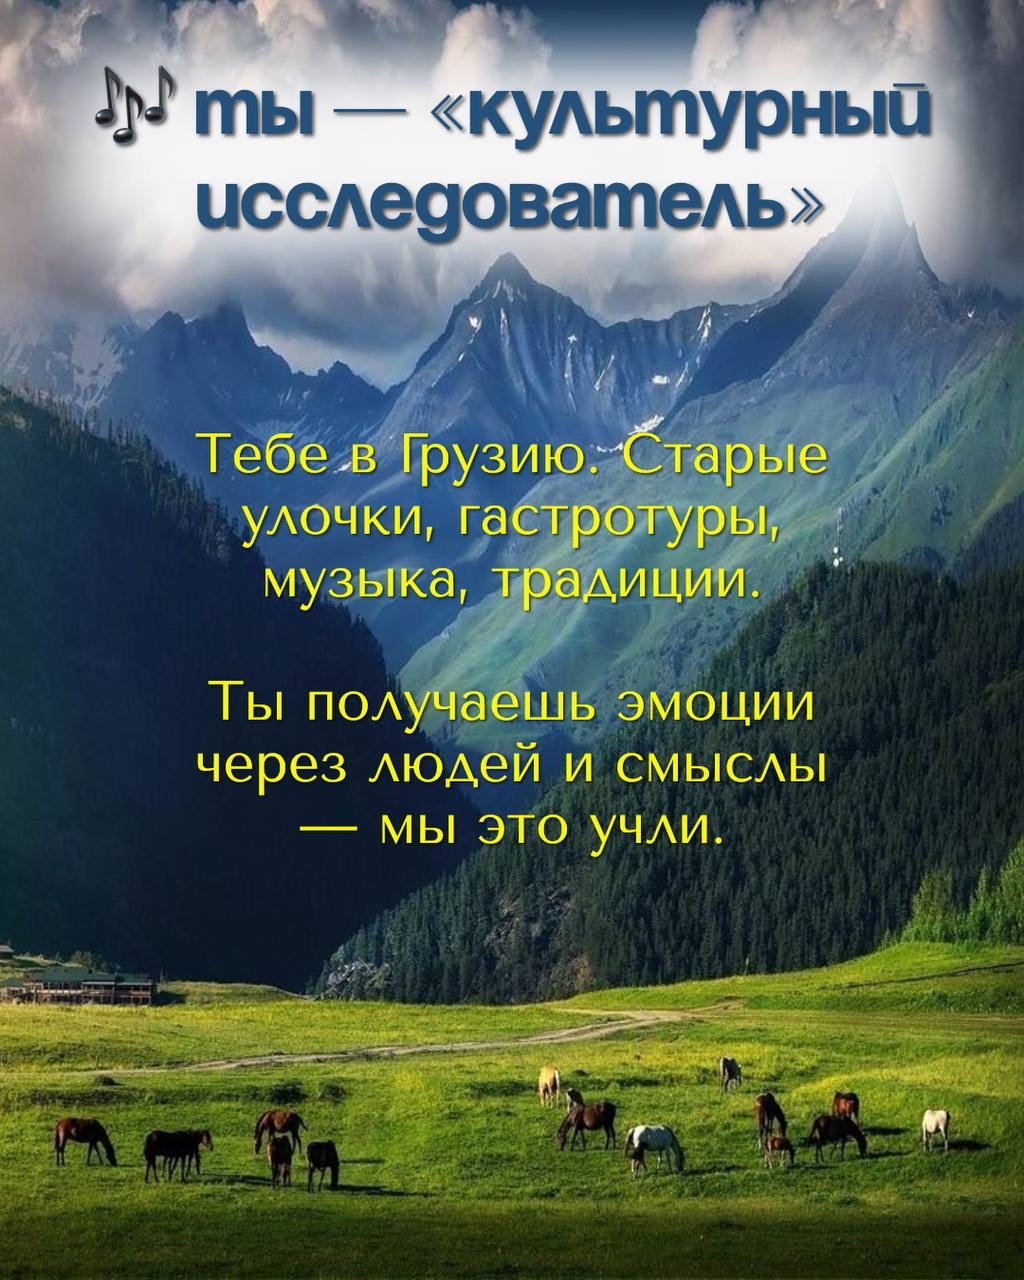 🎶 ты — «культурный
исследователь»
Тебе в Грузию. Старые
улочки, гастротуры,
музыка, традиции.
Ты получаешь эмоции
через людей и смыслы
— мы это учли.